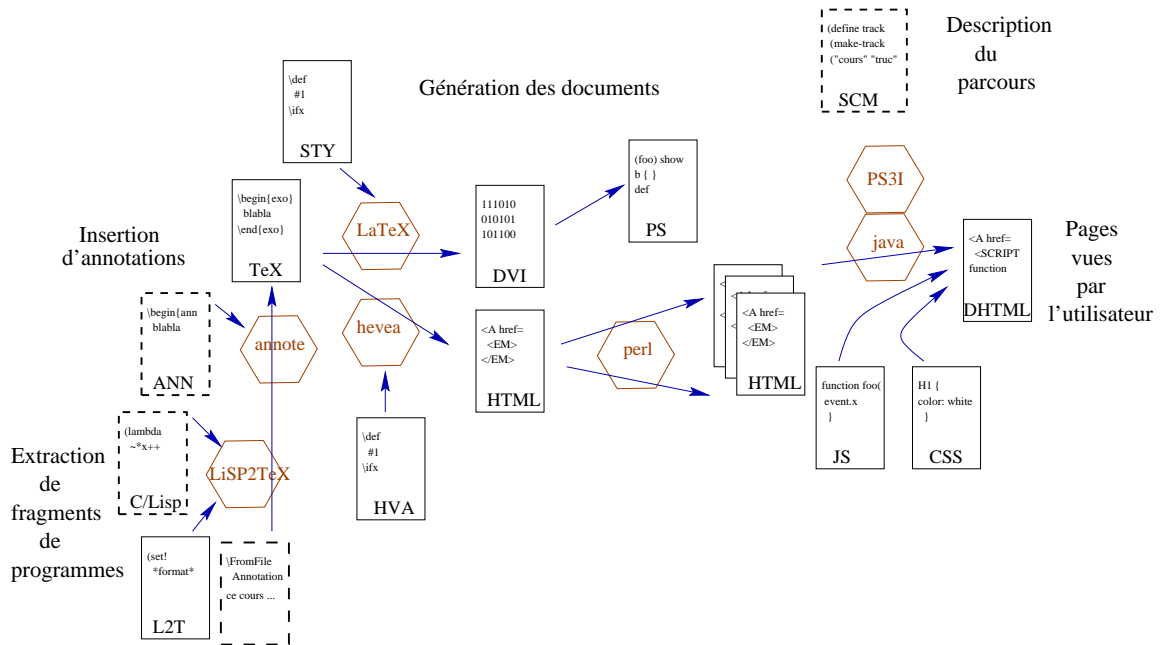 (define track
(make-track
("cours" "truc"
SCM
Description
du
parcours
\def
#1
\ifx
STY
Génération des documents
(foo) show
b { }
def
PS
PS3I
java
\begin{exo}
blabla
\end{exo}
TeX
LaTeX
111010
010101
101100
DVI
Insertion
d'annotations
<A href=
<SCRIPT
function
DHTML
Pages
vues
par
l'utilisateur
\begin{ann
blabla
ANN
annote
hevea
<A href=
<EM>
</EM>
HTML
perl
<A href=
<EM>
</EM>
HTML
function foo(
event.x
}
JS
H1 {
color: white
}
CSS
Extraction
de
fragments
de
programmes
(lambda
~*x++
C/Lisp
LiSP2TeX
\def
#1
\ifx
HVA
(set!
*format*
L2T
\FromFile
Annotation
ce cours ...